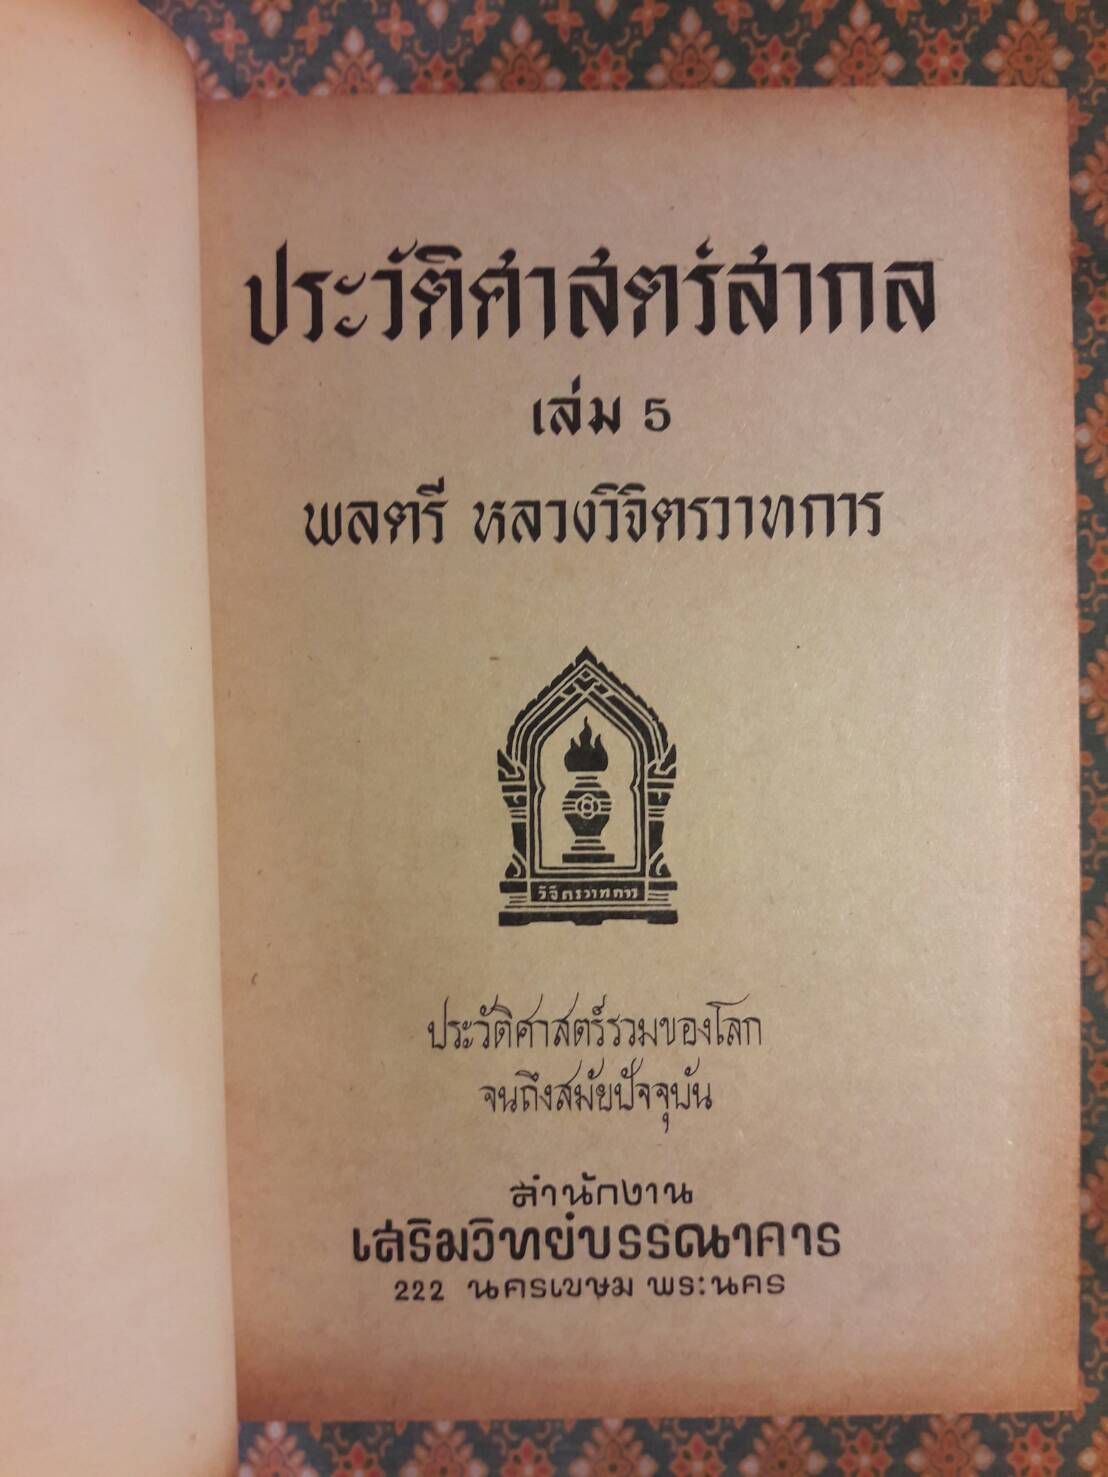 ประวัติศาสตร์สากล
เล่ม 5
พลตรี หลวงวิจิตรวาทการ
วิจิตรวาทการ
ประวัติศาสตร์รวมของโลก
จนถึงสมัยปัจจุบัน
สำนักงาน
เสริมวิทย์บรรณาคาร
222 นครเขษม พระนคร